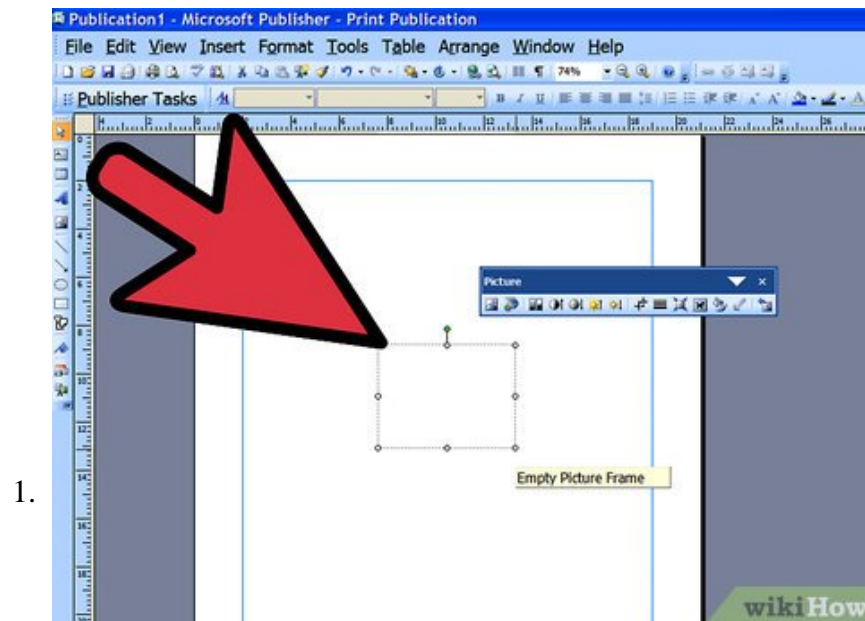 Publication1 - Microsoft Publisher - Print Publication
File Edit View Insert Format Tools Table Arrange Window Help
74%
Publisher Tasks
Picture
Empty Picture Frame
1.
wikiHow